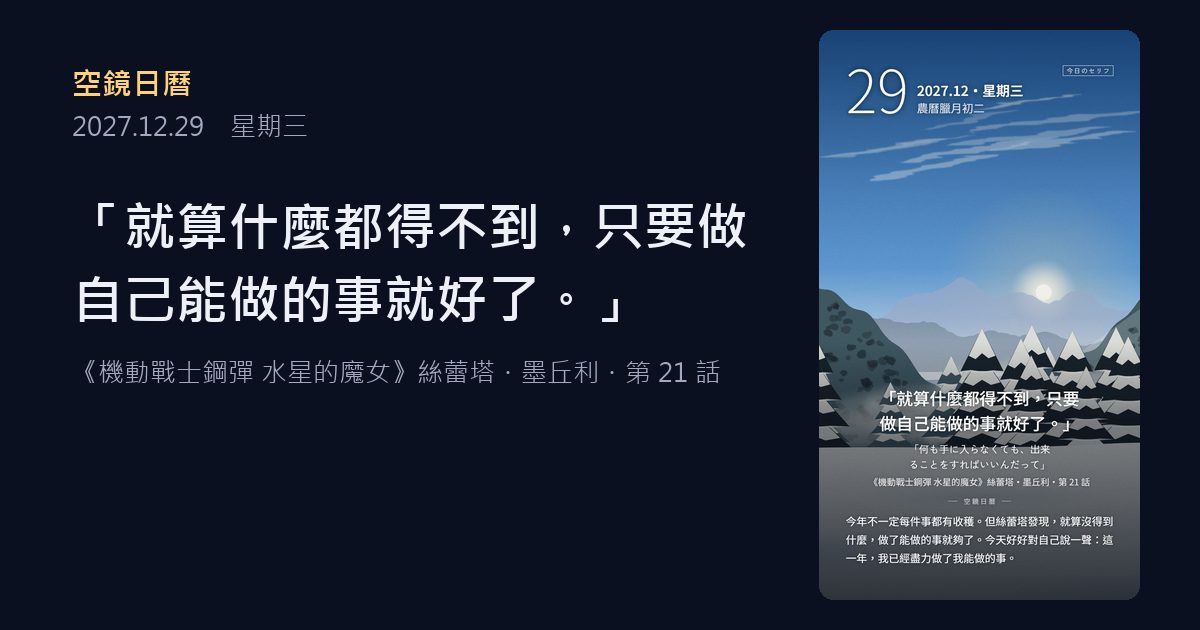 空鏡日曆
2027.12.29 星期三
「就算什麼都得不到，只要做
自己能做的事就好了。」
《機動戰士鋼彈 水星的魔女》絲蕾塔・墨丘利・第 21 話
29
2027.12・星期三
農曆臘月初二
今日のセリフ
「就算什麼都得不到，只要
做自己能做的事就好了。」
「何も手に入らなくても、出来
ることをすればいいんだって」
《機動戰士鋼彈 水星的魔女》絲蕾塔・墨丘利・第 21 話
— 空鏡日曆 —
今年不一定每件事都有收穫。但絲蕾塔發現，就算沒得到
什麼，做了能做的事就夠了。今天好好對自己說一聲：這
一年，我已經盡力做了我能做的事。